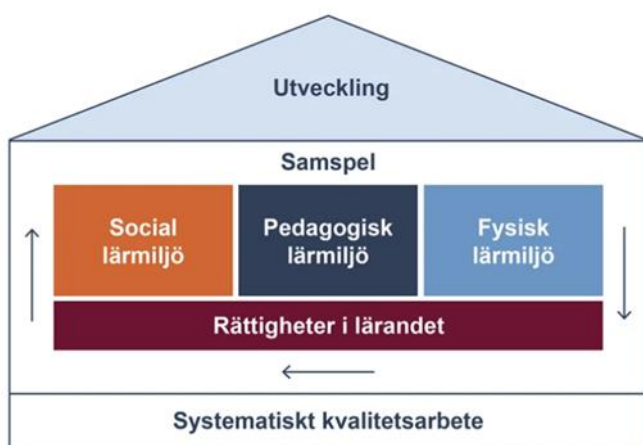 Utveckling
Samspel
Social
lärmiljö
Pedagogisk
lärmiljö
Fysisk
lärmiljö
Rättigheter i lärandet
Systematiskt kvalitetsarbete